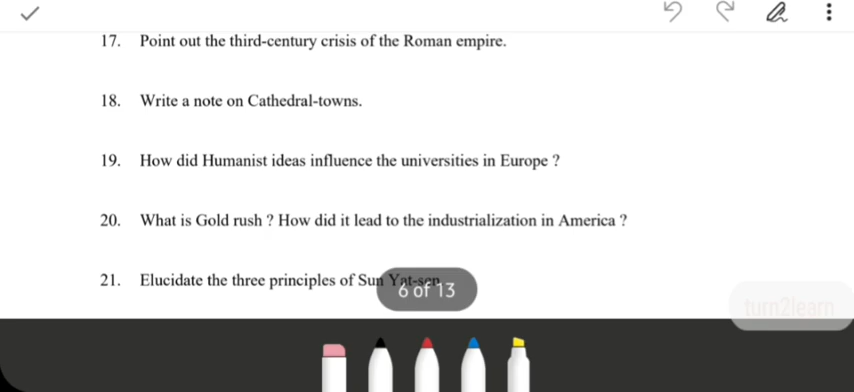 17. Point out the third-century crisis of the Roman empire.
18. Write a note on Cathedral-towns.
19. How did Humanist ideas influence the universities in Europe ?
20. What is Gold rush ? How did it lead to the industrialization in America ?
21. Elucidate the three principles of Sun Yat-sen.
6 of 13
turn2learn